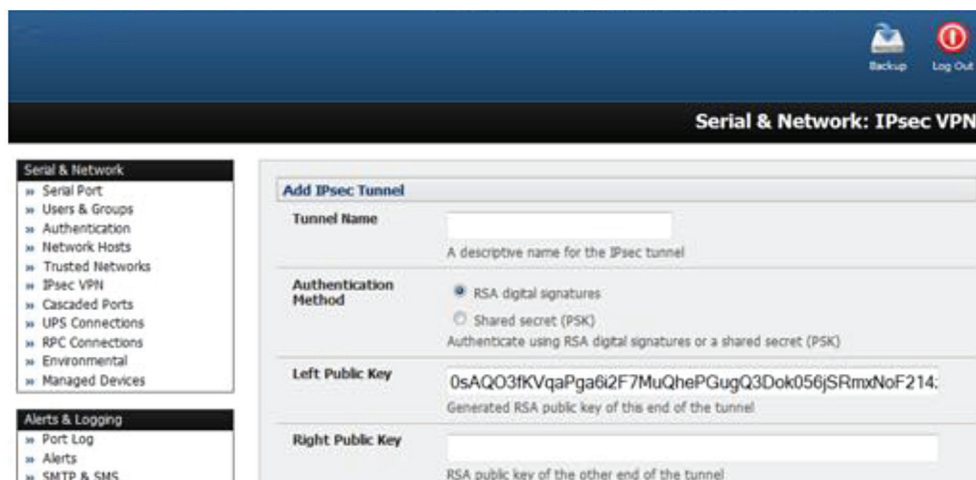 Backup
Log Out
Serial & Network: IPsec VPN
Serial & Network
» Serial Port
» Users & Groups
» Authentication
» Network Hosts
» Trusted Networks
» IPsec VPN
» Cascaded Ports
» UPS Connections
» RPC Connections
» Environmental
» Managed Devices
Alerts & Logging
» Port Log
» Alerts
» SMTP & SMS
Add IPsec Tunnel
Tunnel Name
A descriptive name for the IPsec tunnel
Authentication
Method
RSA digital signatures
Shared secret (PSK)
Authenticate using RSA digital signatures or a shared secret (PSK)
Left Public Key
0sAQO3fKVqaPga6i2F7MuQhePGugQ3Dok056jSRmxNoF214:
Generated RSA public key of this end of the tunnel
Right Public Key
RSA public key of the other end of the tunnel